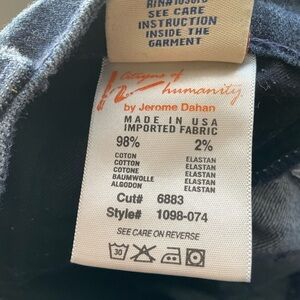 SEE CARE
INSTRUCTION
INSIDE THE
GARMENT
Citizens of
humanity
by Jerome Dahan
MADE IN USA
IMPORTED FABRIC
98% 2%
COTON ELASTAN
COTTON ELASTAN
COTONE ELASTAN
BAUMWOLLE ELASTAN
ALGODON ELASTAN
Cut# 6883
Style# 1098-074
SEE CARE ON REVERSE
30